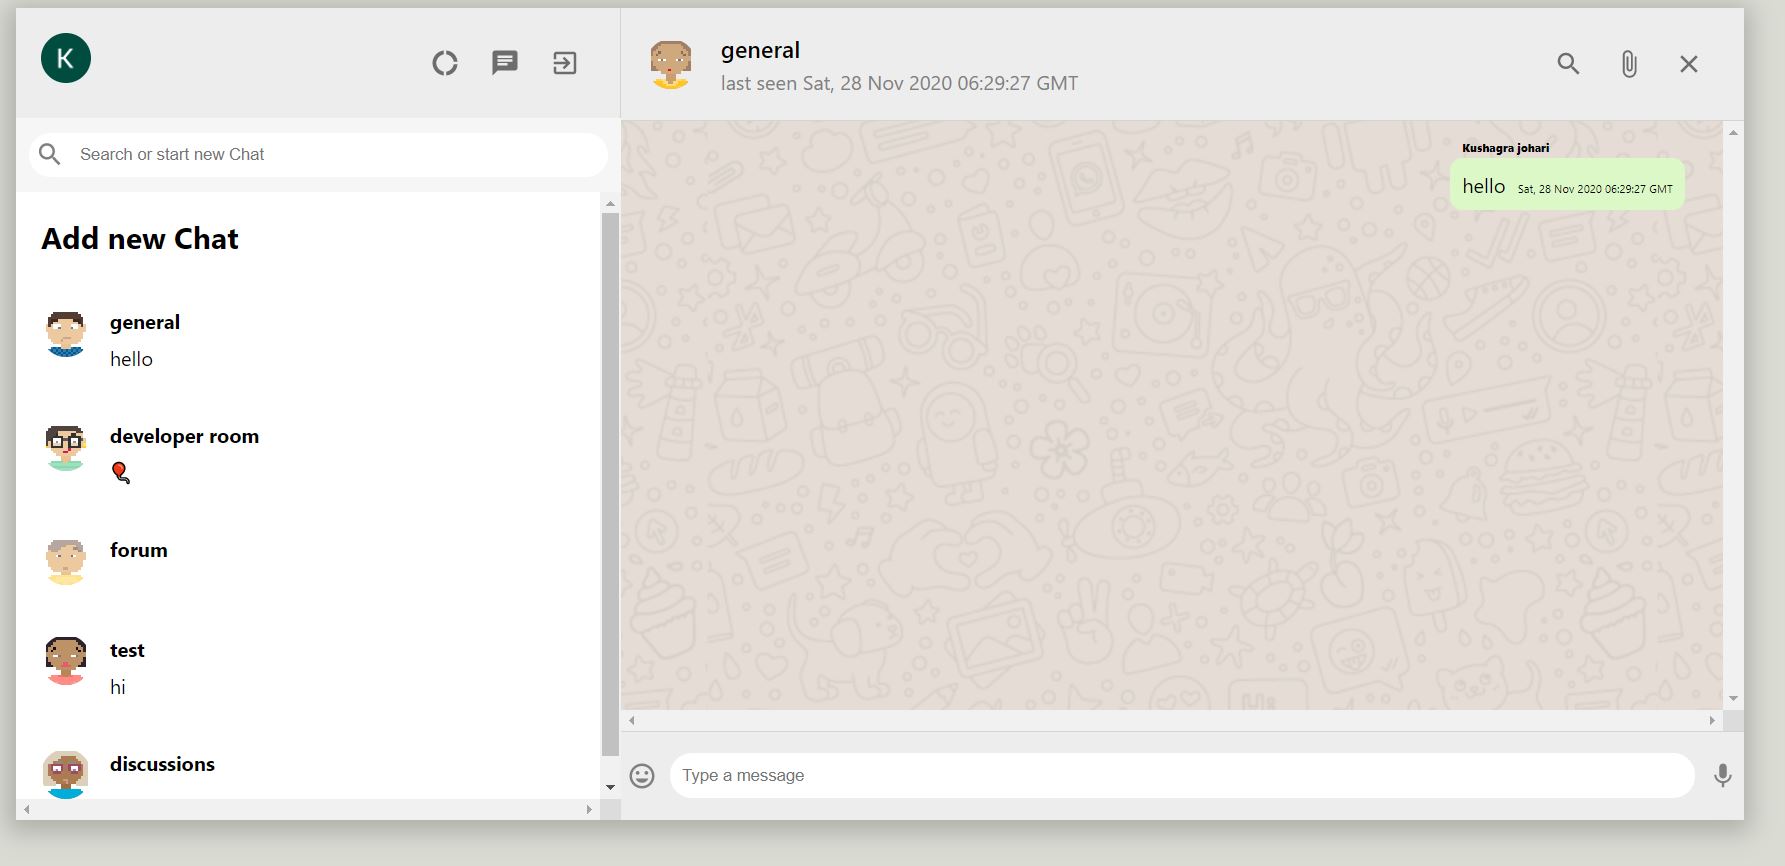 K
Search or start new Chat
Add new Chat
general
hello
developer room
forum
test
hi
discussions
general
last seen Sat, 28 Nov 2020 06:29:27 GMT
Kushagra johari
hello Sat, 28 Nov 2020 06:29:27 GMT
Type a message